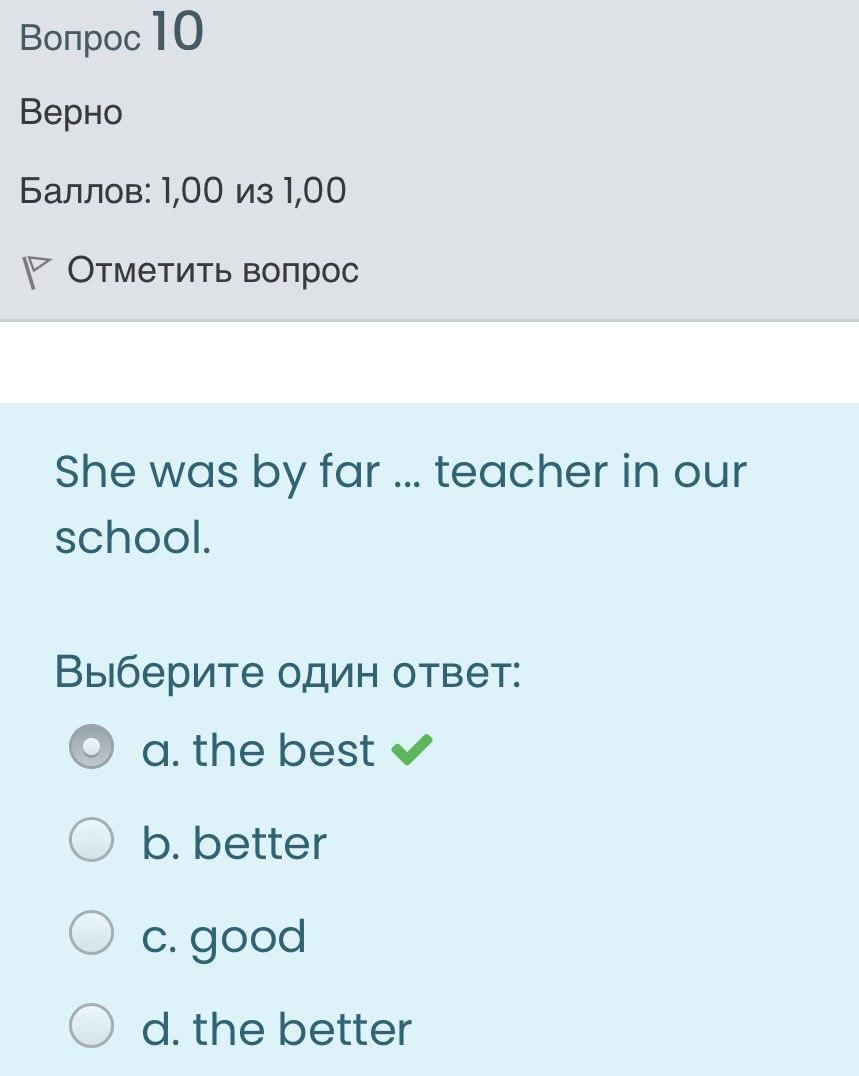 Вопрос 10
Верно
Баллов: 1,00 из 1,00
Отметить вопрос
She was by far ... teacher in our
school.
Выберите один ответ:
a. the best
b. better
c. good
d. the better